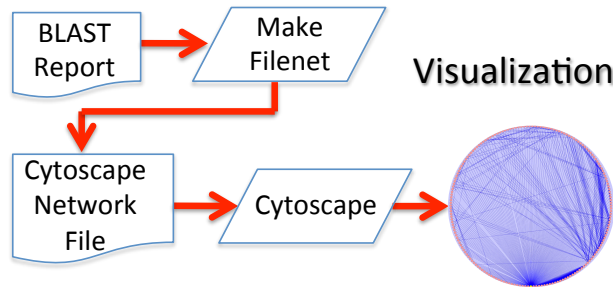 BLAST
Report
Make
Filenet
Visualization
Cytoscape
Network
File
Cytoscape